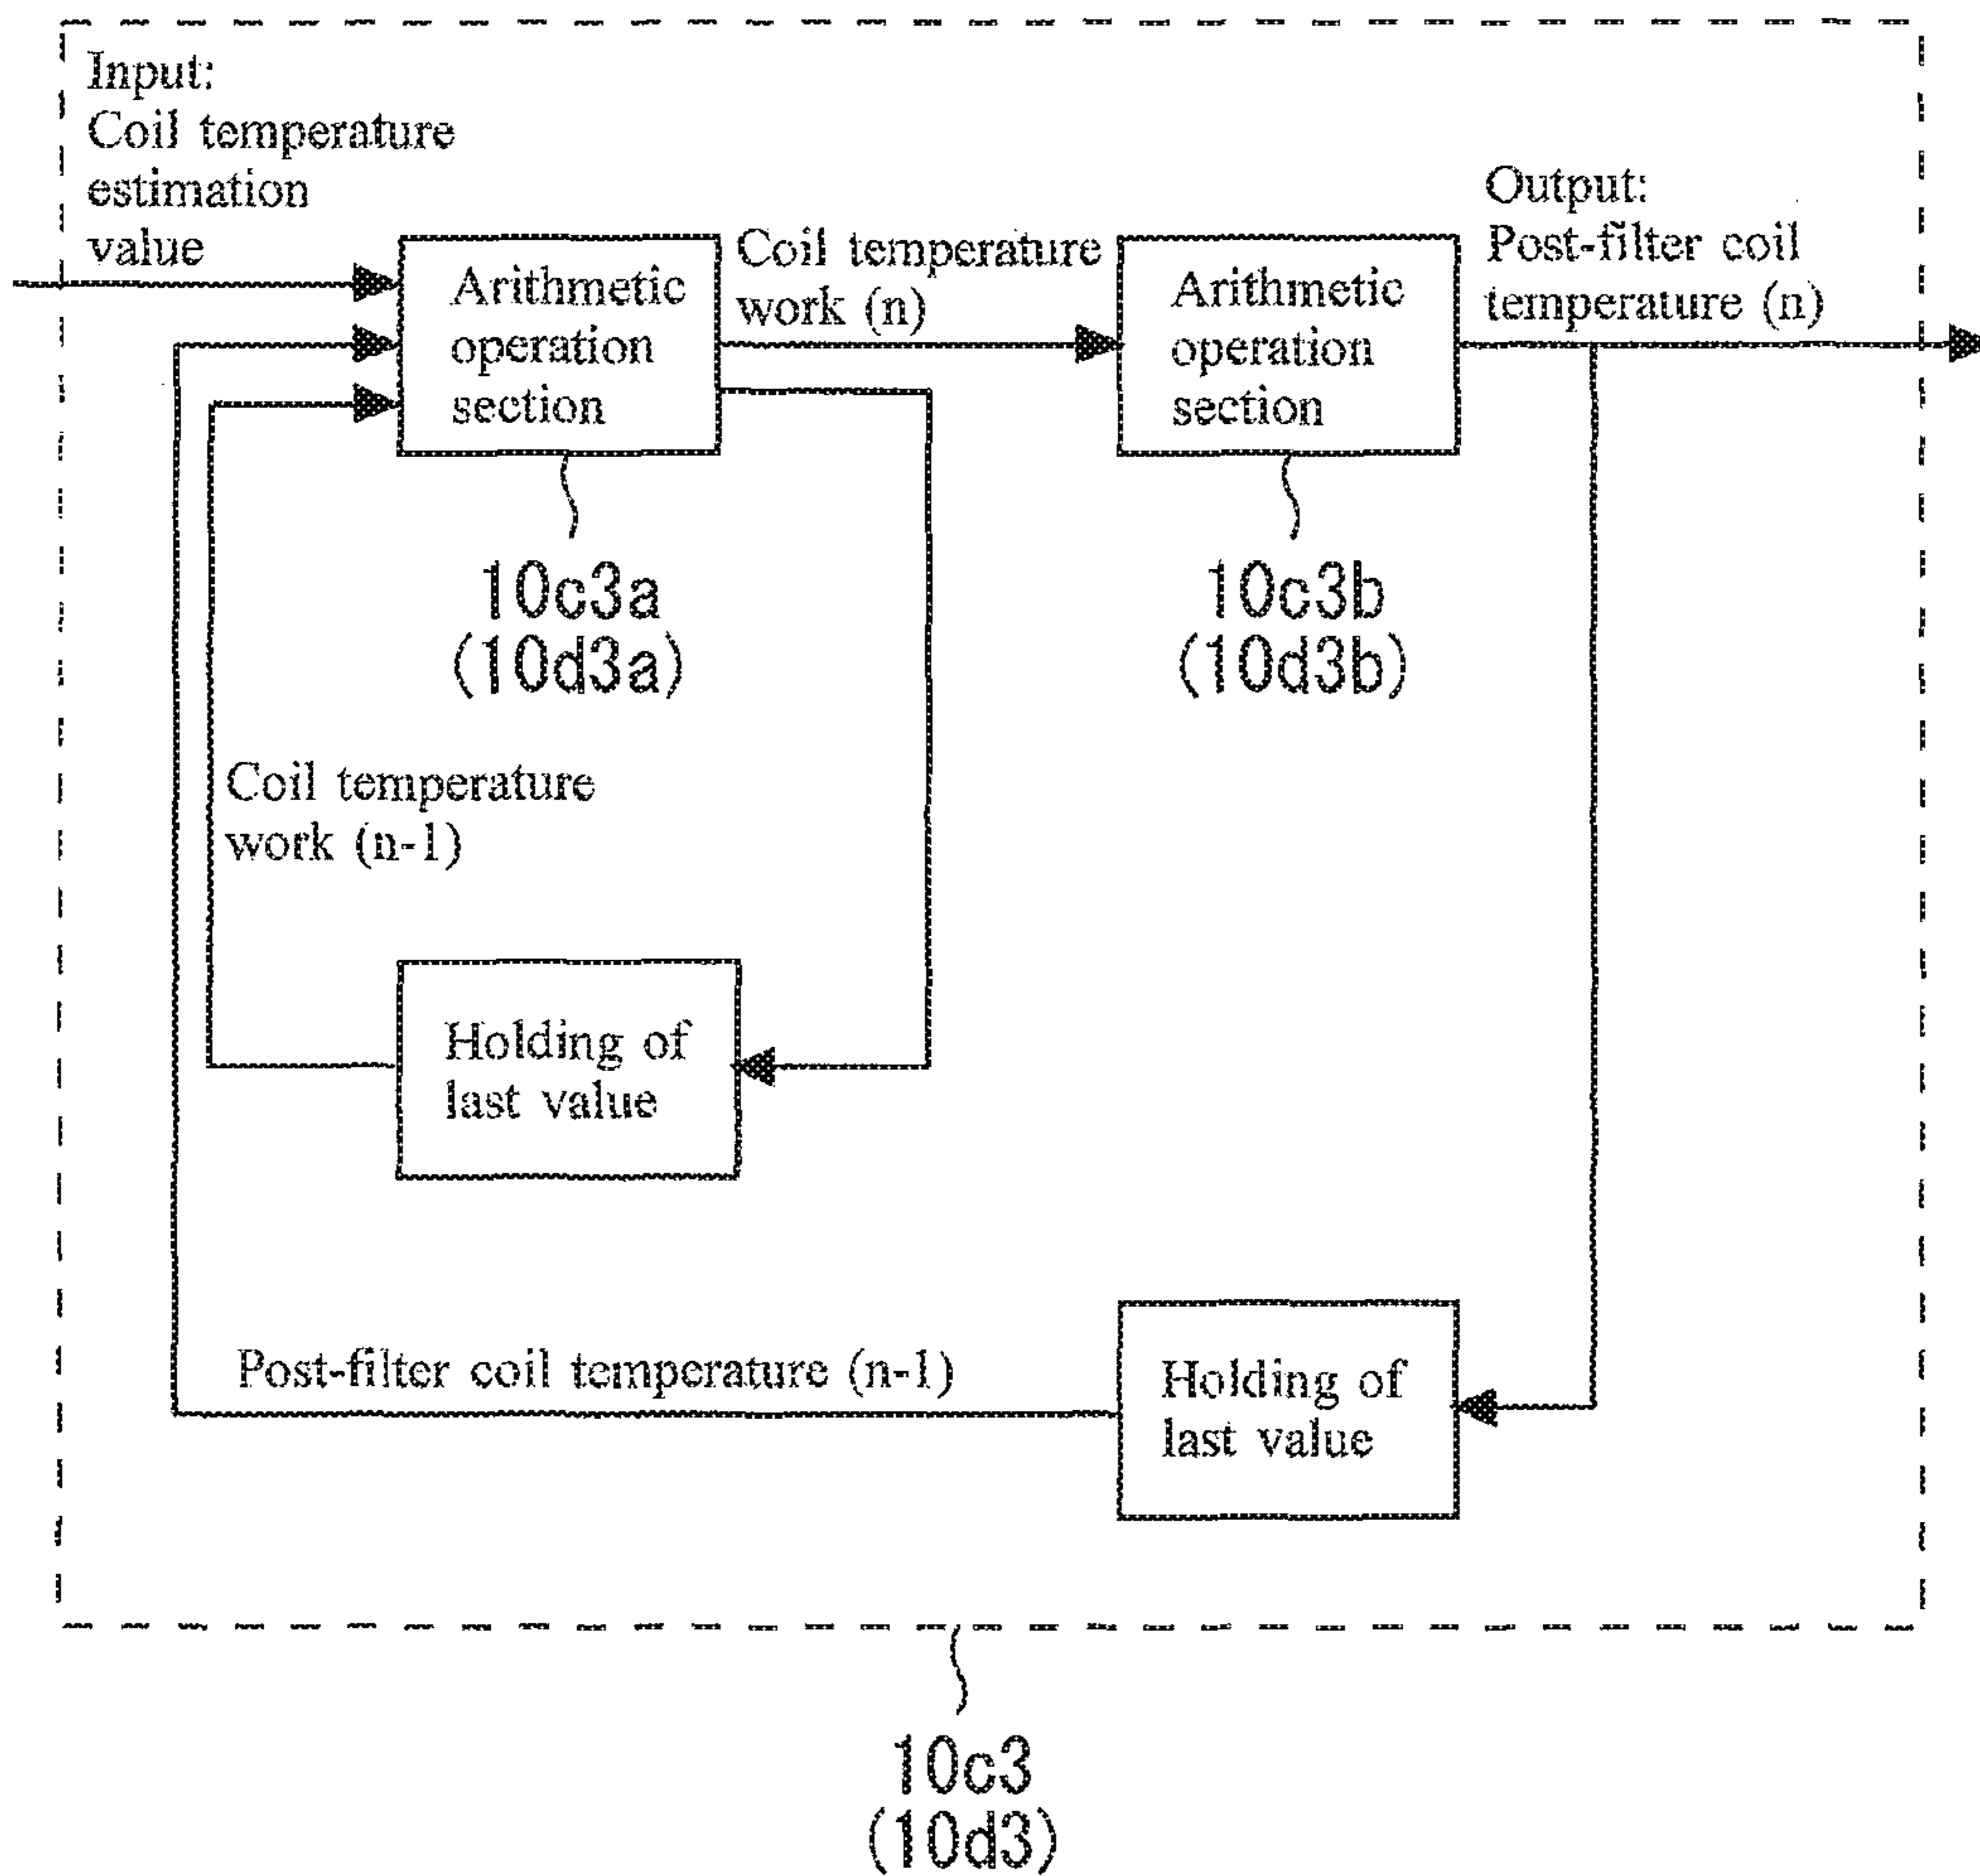 Input:
Coil temperature
estimation
value
Arithmetic
operation
section
10c3a
(10d3a)
Coil temperature
work (n)
Arithmetic
operation
section
10c3b
(10d3b)
Output:
Post-filter coil
temperature (n)
Coil temperature
work (n-1)
Holding of
last value
Post-filter coil temperature (n-1)
Holding of
last value
10c3
(10d3)